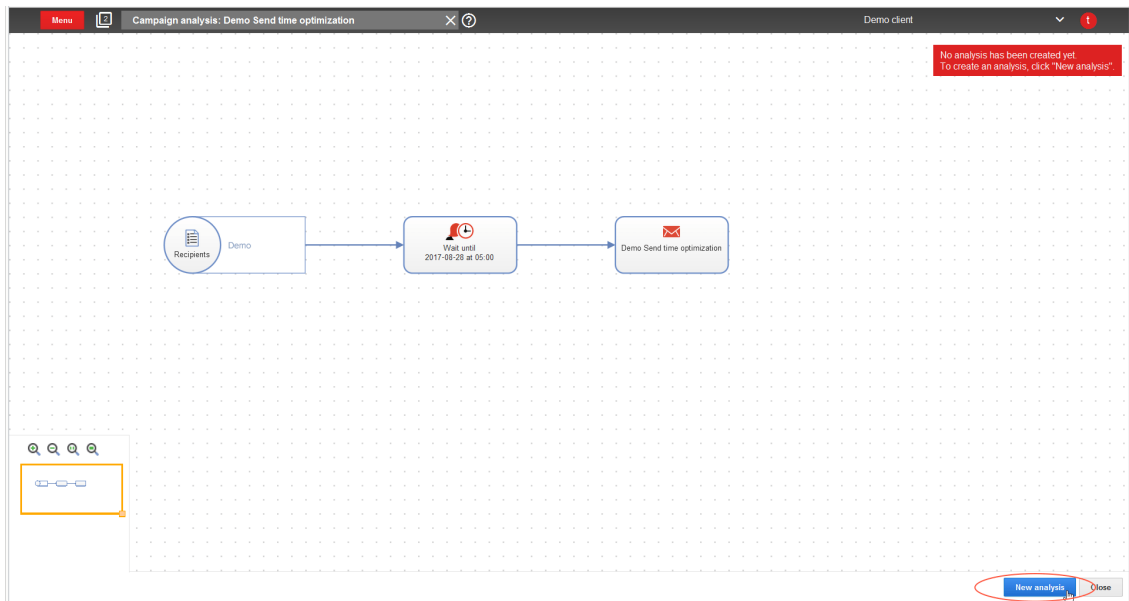 Menu
2
Campaign analysis: Demo Send time optimization
Demo client
t
No analysis has been created yet.
To create an analysis, click "New analysis".
Recipients
Demo
Wait until
2017-08-28 at 05:00
Demo Send time optimization
New analysis
Close